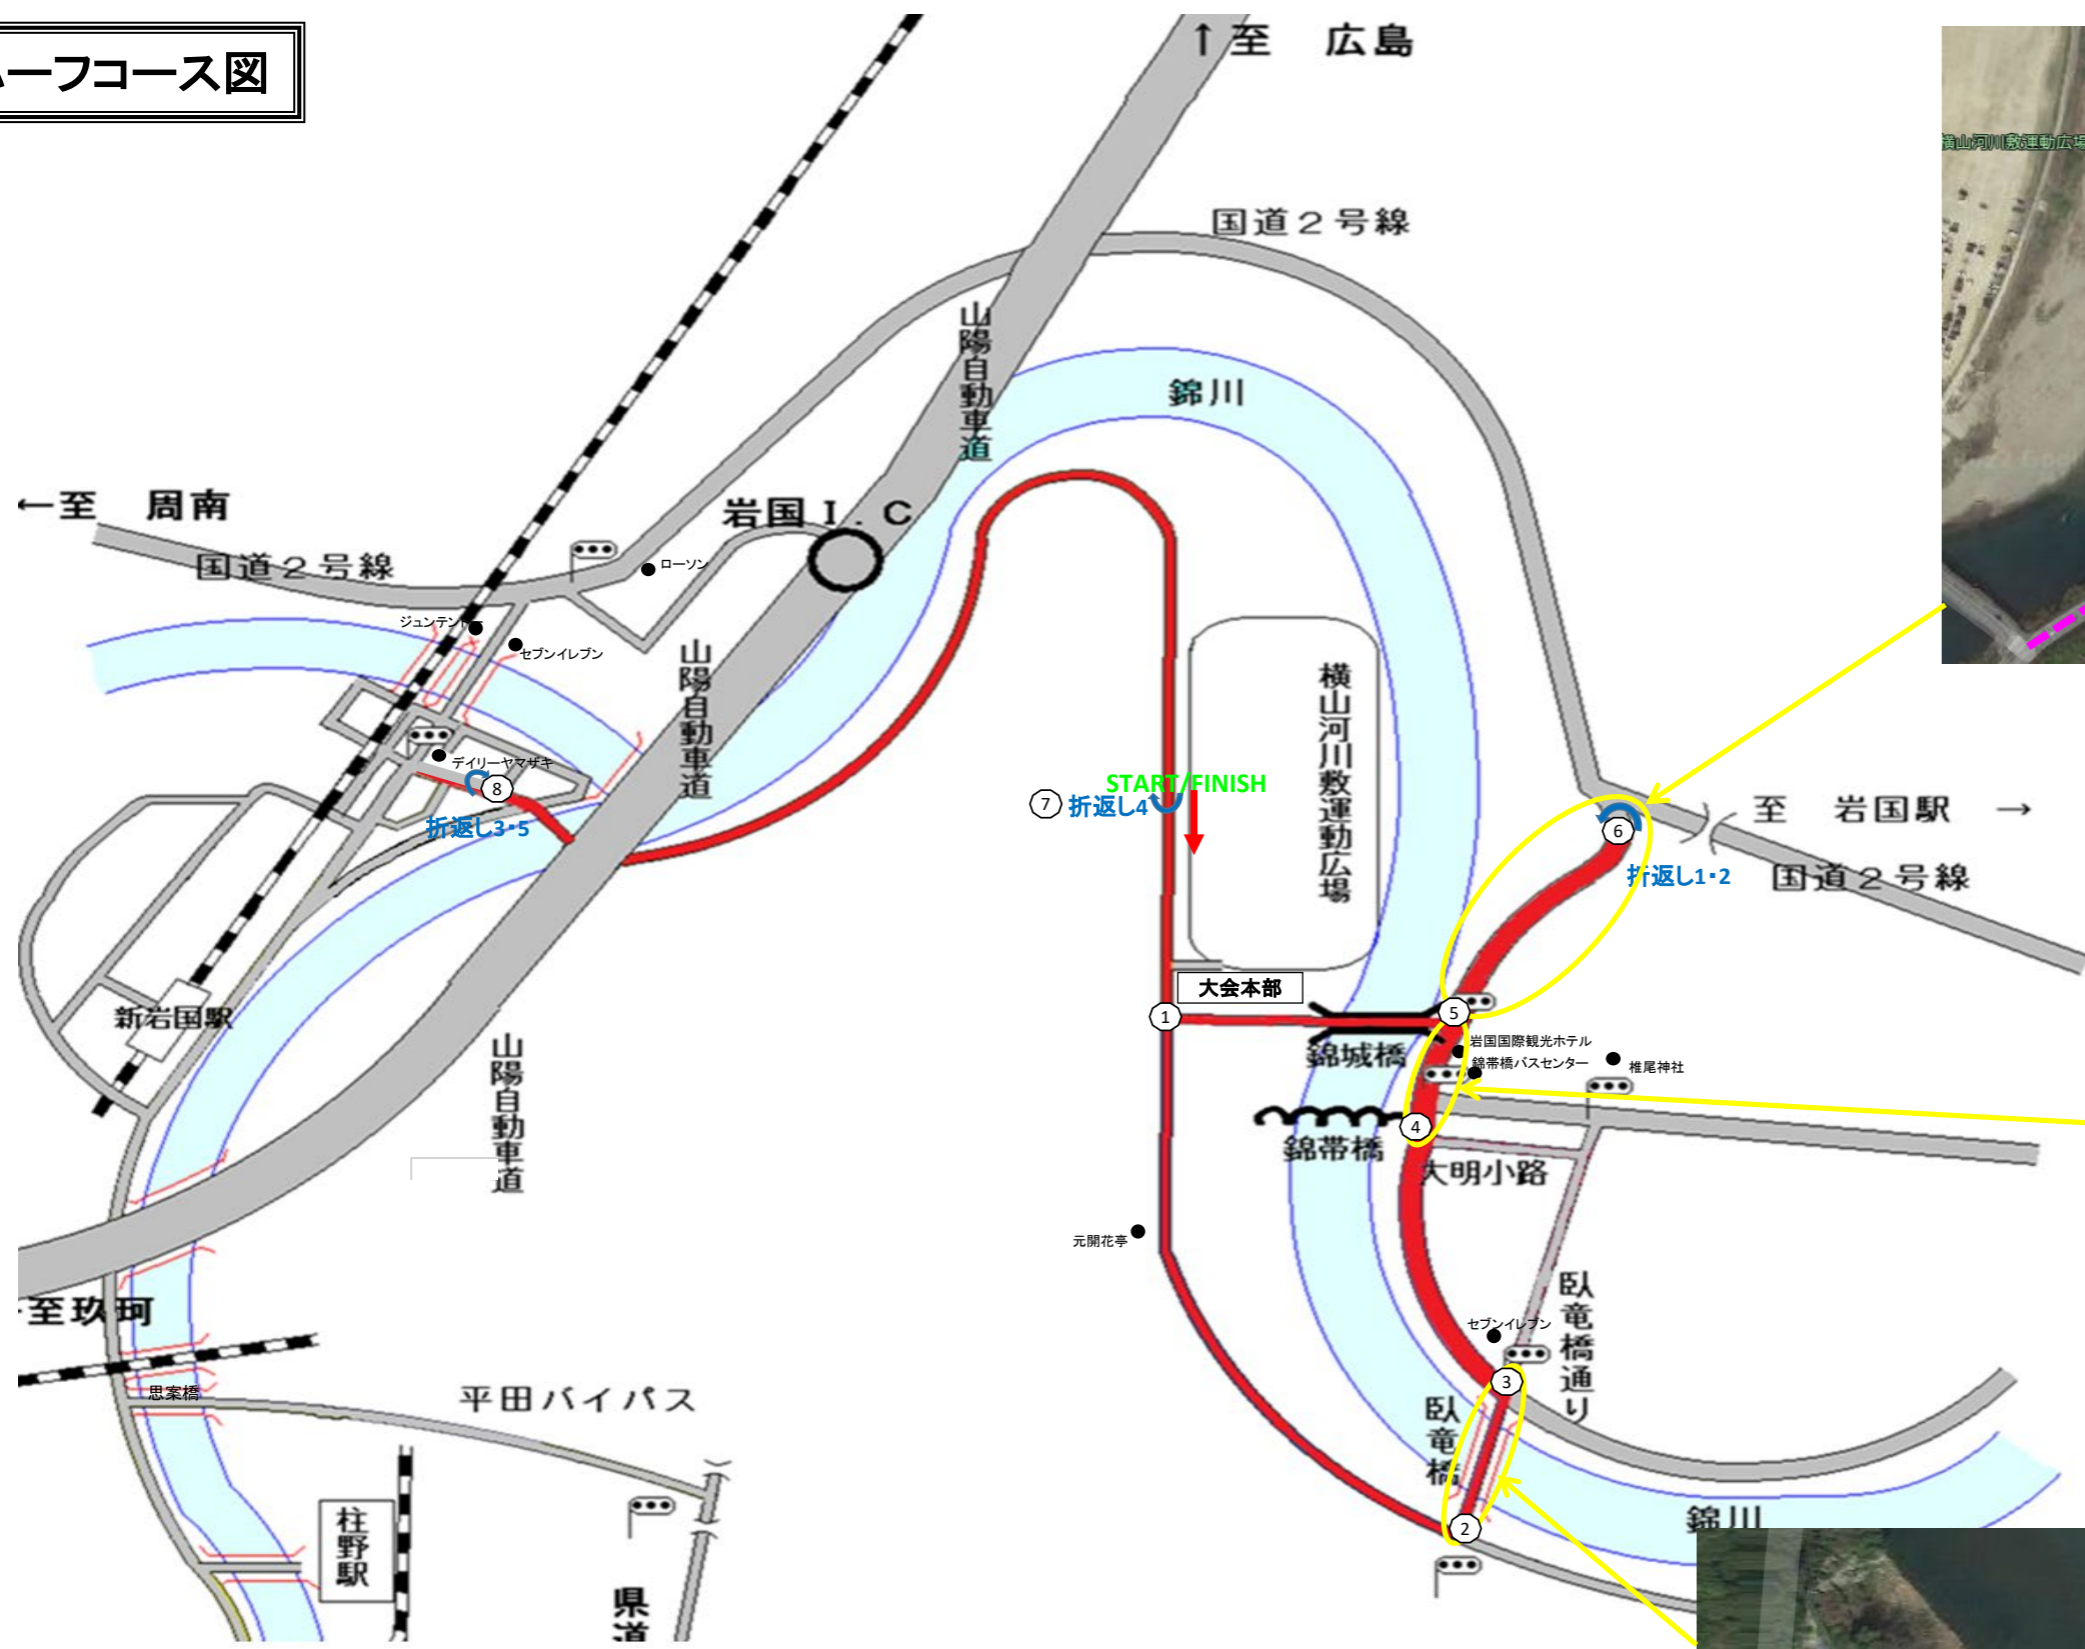 ハーフコース図
↑至　広島
横山河川敷運動広場
国道２号線
山陽自動車道
錦川
←至　周南
岩国Ｉ.Ｃ
国道２号線
ローソン
ジュンテンドー
セブンイレブン
山陽自動車道
横山河川敷運動広場
デイリーヤマザキ
8
折返し3・5
START/FINISH
7
折返し4
至　岩国駅　→
6
折返し1・2
国道２号線
大会本部
新岩国駅
1
5
錦城橋
岩国国際観光ホテル
錦帯橋バスセンター
椎尾神社
山陽自動車道
4
錦帯橋
大明小路
元開花亭
至玖珂
臥竜橋通り
セブンイレブン
3
思案橋
平田バイパス
臥竜橋
2
錦川
柱野駅
県道